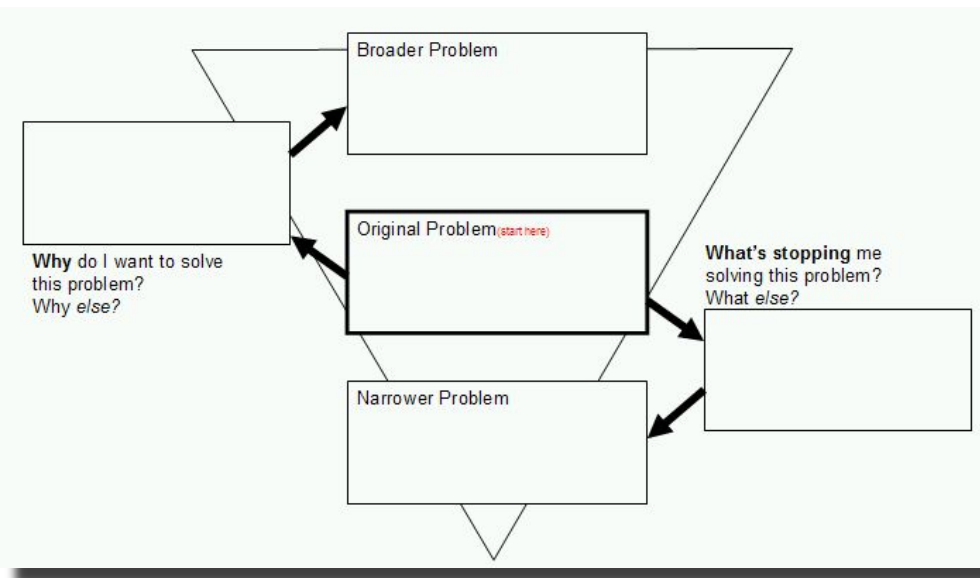 Broader Problem
Original Problem(start here)
Why do I want to solve
this problem?
Why else?
What's stopping me
solving this problem?
What else?
Narrower Problem